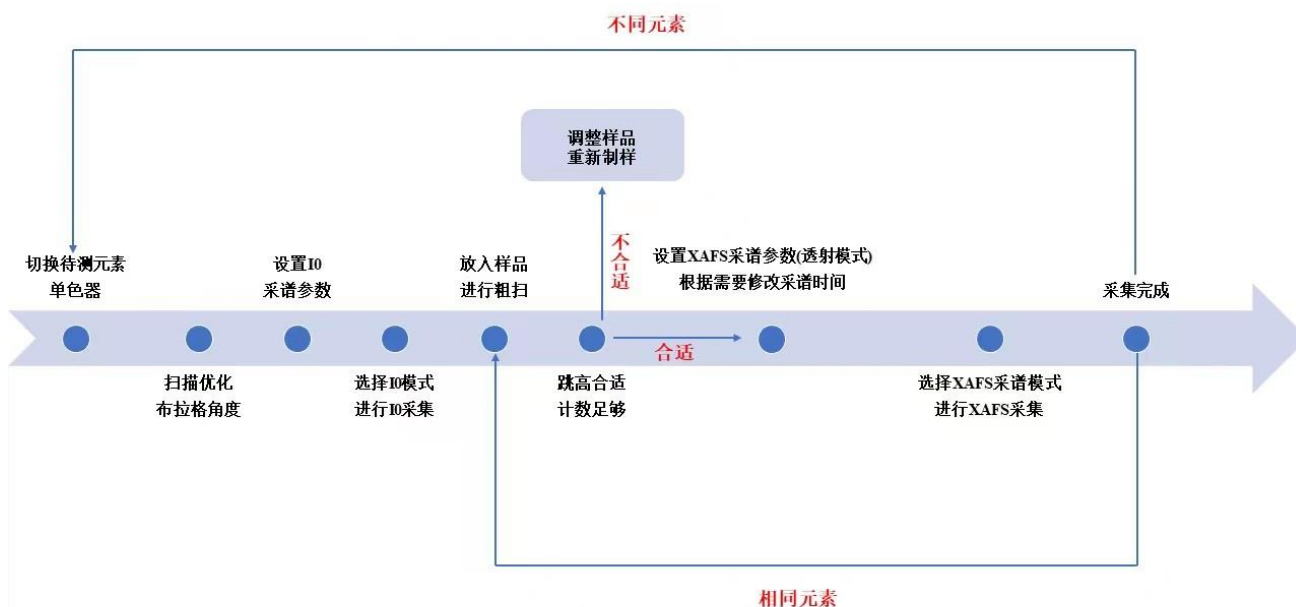 不同元素
调整样品
重新制样
不合适
切换待测元素
单色器
设置I0
采谱参数
放入样品
进行粗扫
设置XAFS采谱参数(透射模式)
根据需要修改采谱时间
采集完成
合适
扫描优化
布拉格角度
选择I0模式
进行I0采集
跳高合适
计数足够
选择XAFS采谱模式
进行XAFS采集
相同元素